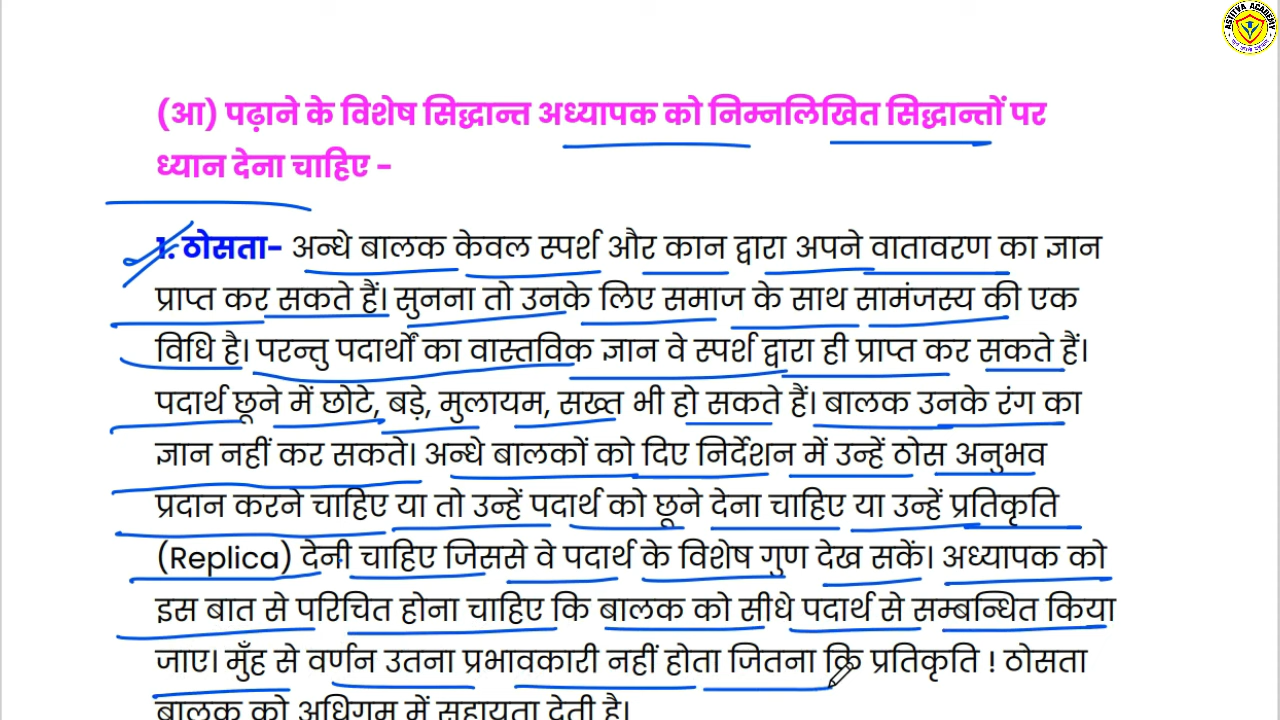 ASTITVA ACADEMY
(आ) पढ़ाने के विशेष सिद्धान्त अध्यापक को निम्नलिखित सिद्धान्तों पर
ध्यान देना चाहिए -
1. ठोसता- अन्धे बालक केवल स्पर्श और कान द्वारा अपने वातावरण का ज्ञान
प्राप्त कर सकते हैं। सुनना तो उनके लिए समाज के साथ सामंजस्य की एक
विधि है। परन्तु पदार्थों का वास्तविक ज्ञान वे स्पर्श द्वारा ही प्राप्त कर सकते हैं।
पदार्थ छूने में छोटे, बड़े, मुलायम, सख्त भी हो सकते हैं। बालक उनके रंग का
ज्ञान नहीं कर सकते। अन्धे बालकों को दिए निर्देशन में उन्हें ठोस अनुभव
प्रदान करने चाहिए या तो उन्हें पदार्थ को छूने देना चाहिए या उन्हें प्रतिकृति
(Replica) देनी चाहिए जिससे वे पदार्थ के विशेष गुण देख सकें। अध्यापक को
इस बात से परिचित होना चाहिए कि बालक को सीधे पदार्थ से सम्बन्धित किया
जाए। मुँह से वर्णन उतना प्रभावकारी नहीं होता जितना कि प्रतिकृति ! ठोसता
बालक को अधिगम में सहायता देती है।